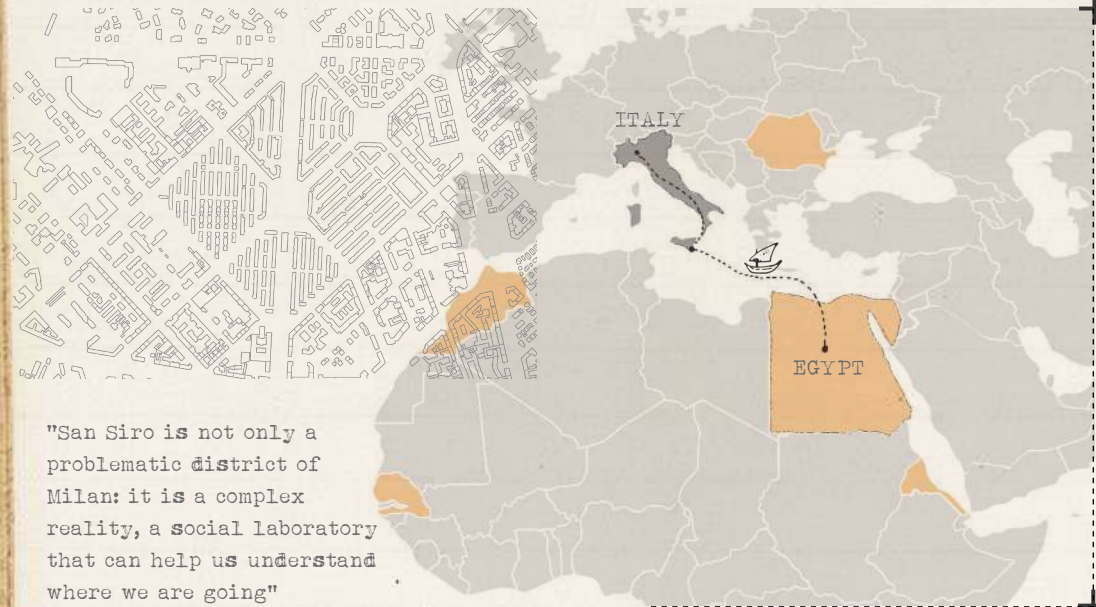 ITALY
EGYPT
"San Siro is not only a
problematic district of
Milan: it is a complex
reality, a social laboratory
that can help us understand
where we are going"